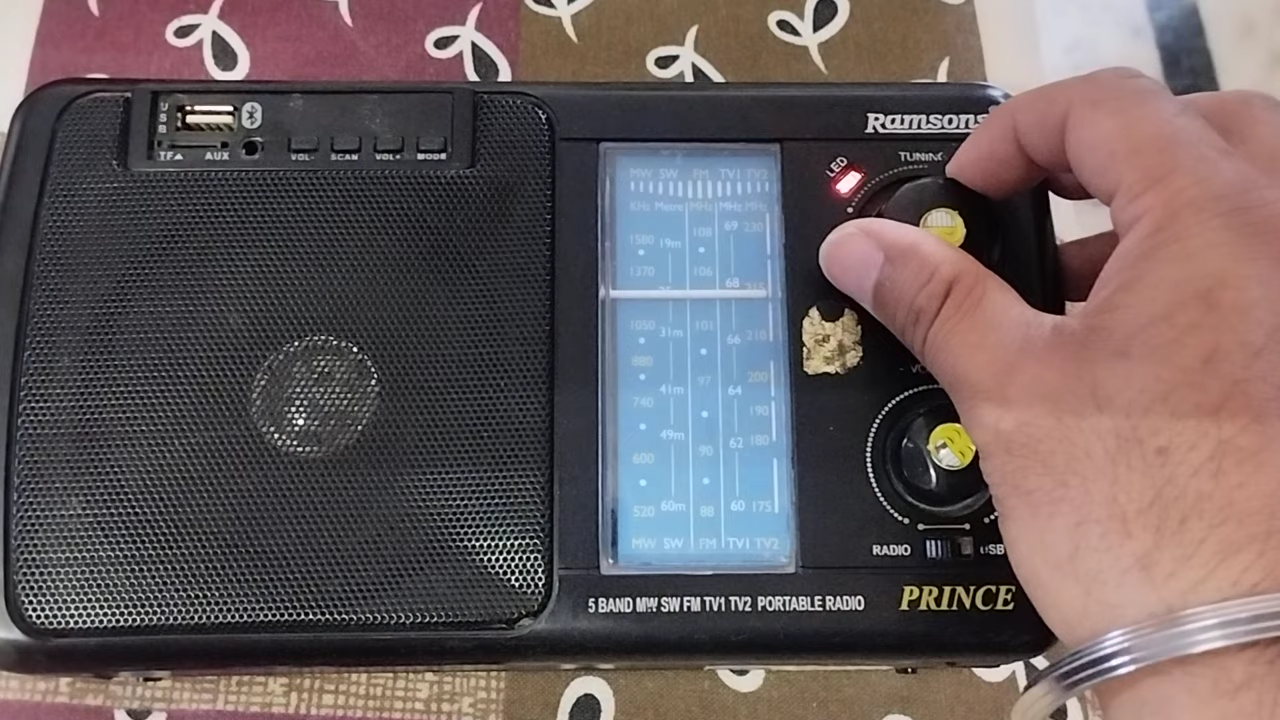 USB
TF▲ AUX VOL- SCAN VOL+ MODE
Ramsons
LED
TUNIN
MW SW FM TV1 TV2
KHz Metre MHz MHz MHz
1580 19m 108 69 230
1370 106 68
1050 31m 101 66 210
880 97 64 200
740 41m 190
600 49m 90 62 180
520 60m 88 60 175
MW SW FM TV1 TV2
RADIO USB
5 BAND MW SW FM TV1 TV2 PORTABLE RADIO
PRINCE